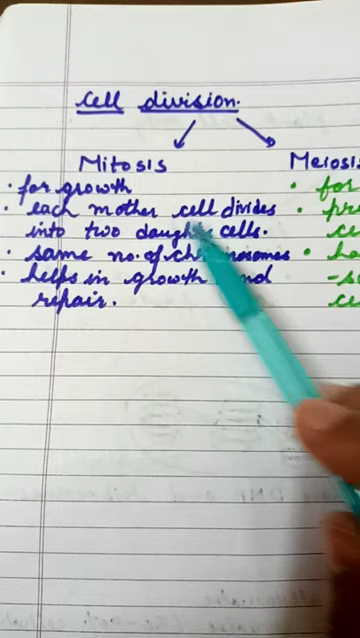 Cell division.
Mitosis
Meiosis
• for growth
• each mother cell divides
into two daughter cells.
• same no. of chromosomes
• helps in growth and
repair.
• for